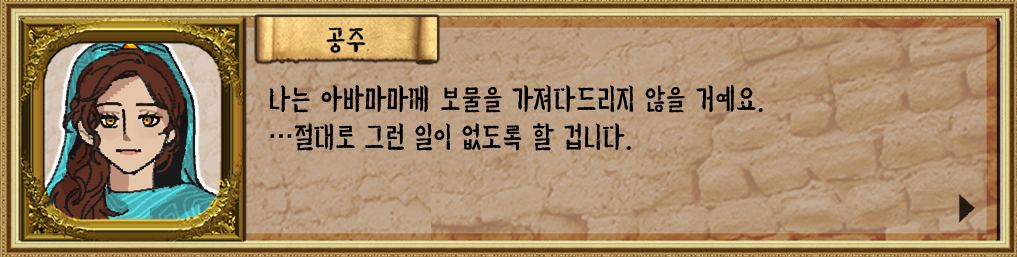 공주
나는 아바마마께 보물을 가져다드리지 않을 거예요.
…절대로 그런 일이 없도록 할 겁니다.